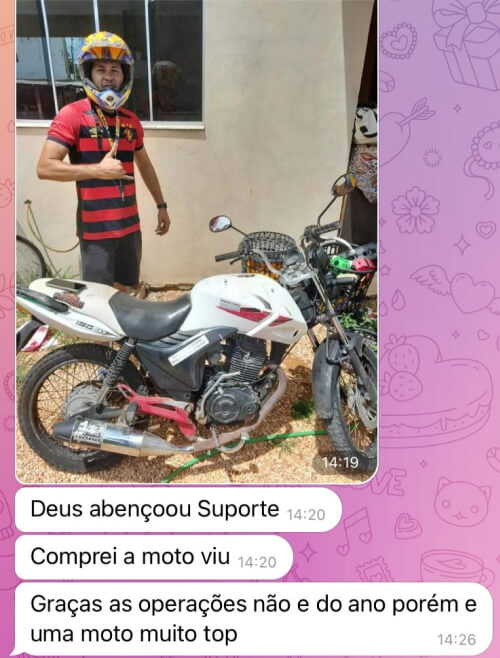 14:19
Deus abençoou Suporte 14:20
Comprei a moto viu 14:20
Graças as operações não e do ano porém e
uma moto muito top 14:26